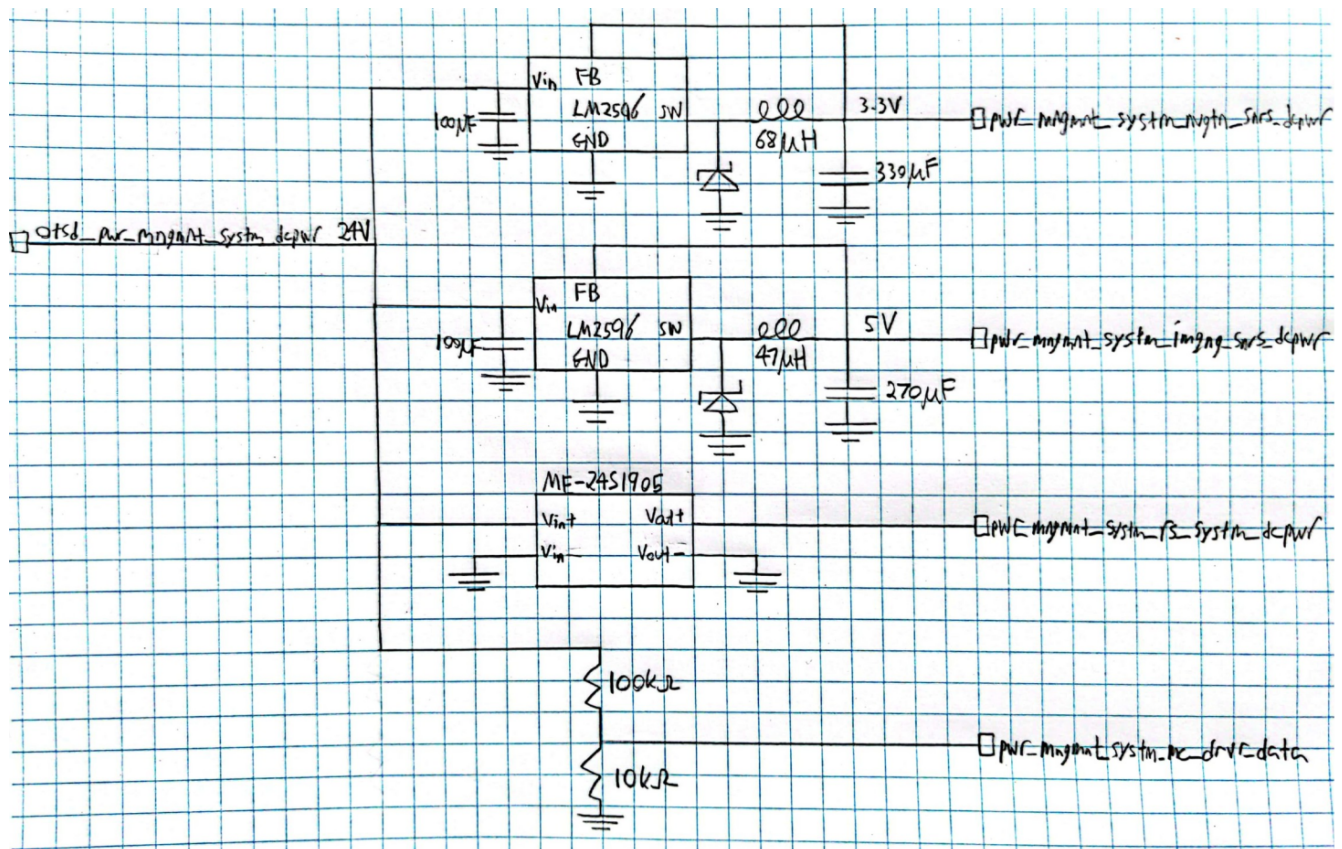 Vin FB
LM2596 SW
GND
100μF
68μH
3.3V
pwr_mngmnt_systm_nvgtn_snrs_dcpwr
330μF
otsd_pwr_mngmnt_systm_dcpwr 24V
Vin FB
LM2596 SW
GND
100μF
47μH
5V
pwr_mngmnt_systm_imgng_snrs_dcpwr
270μF
ME-24S1905
Vin+ Vout+
Vin- Vout-
pwr_mngmnt_systm_rs_systm_dcpwr
100kΩ
pwr_mngmnt_systm_mc_drvr_data
10kΩ